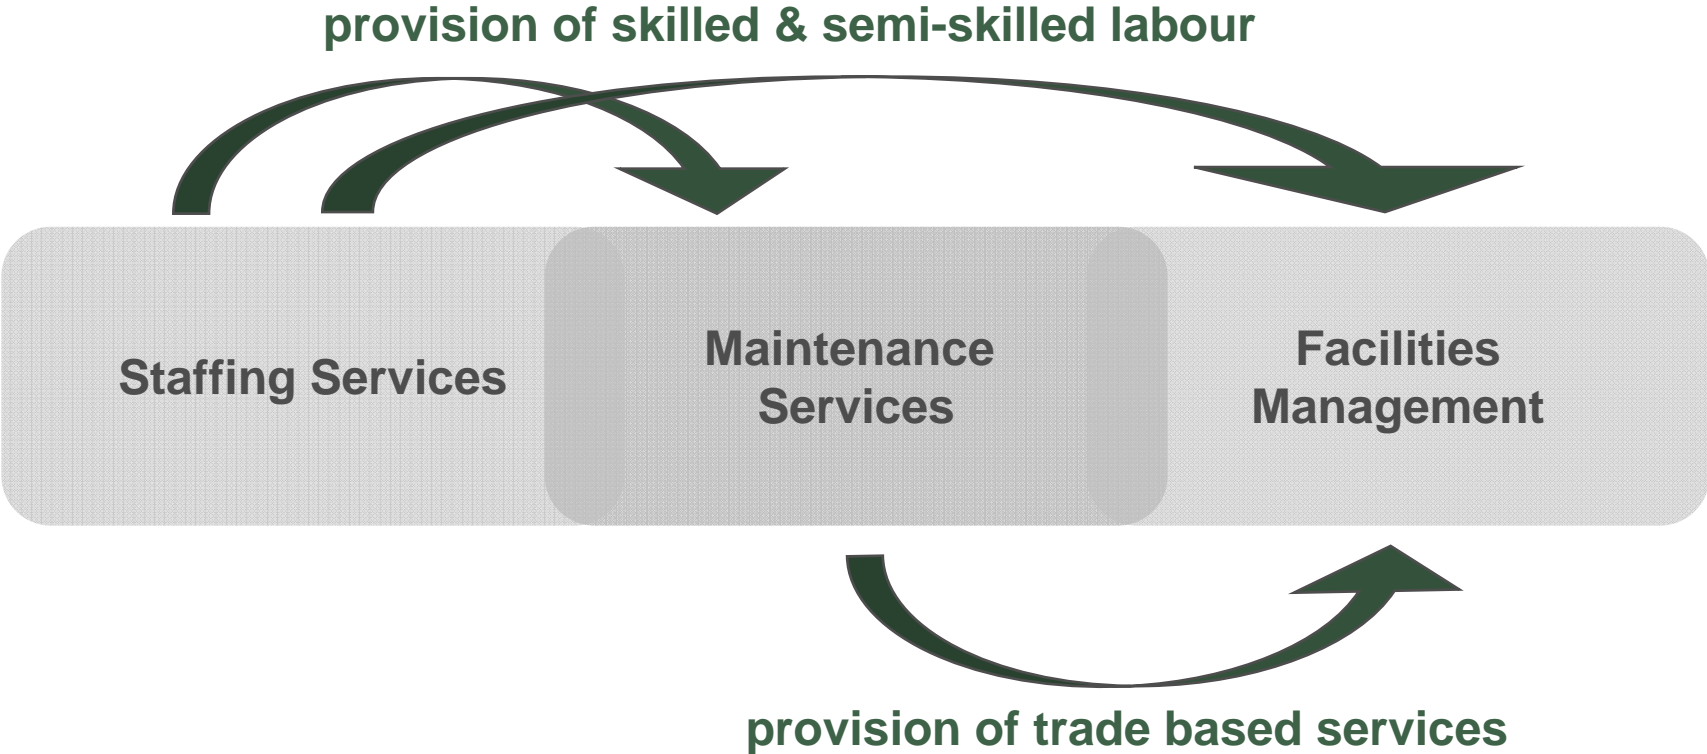 provision of skilled & semi-skilled labour
Staffing Services
Maintenance
Services
Facilities
Management
provision of trade based services